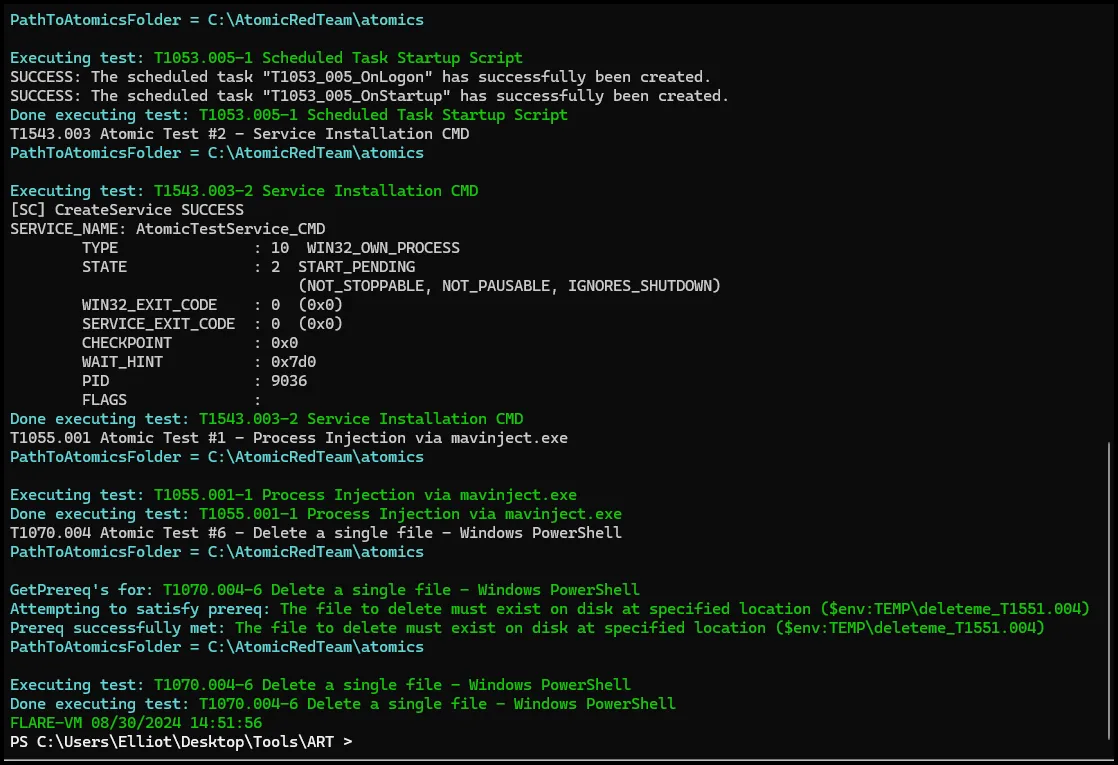 PathToAtomicsFolder = C:\AtomicRedTeam\atomics
Executing test: T1053.005-1 Scheduled Task Startup Script
SUCCESS: The scheduled task "T1053_005_OnLogon" has successfully been created.
SUCCESS: The scheduled task "T1053_005_OnStartup" has successfully been created.
Done executing test: T1053.005-1 Scheduled Task Startup Script
T1543.003 Atomic Test #2 - Service Installation CMD
PathToAtomicsFolder = C:\AtomicRedTeam\atomics
Executing test: T1543.003-2 Service Installation CMD
[SC] CreateService SUCCESS
SERVICE_NAME: AtomicTestService_CMD
TYPE : 10 WIN32_OWN_PROCESS
STATE : 2 START_PENDING
(NOT_STOPPABLE, NOT_PAUSABLE, IGNORES_SHUTDOWN)
WIN32_EXIT_CODE : 0 (0x0)
SERVICE_EXIT_CODE : 0 (0x0)
CHECKPOINT : 0x0
WAIT_HINT : 0x7d0
PID : 9036
FLAGS :
Done executing test: T1543.003-2 Service Installation CMD
T1055.001 Atomic Test #1 - Process Injection via mavinject.exe
PathToAtomicsFolder = C:\AtomicRedTeam\atomics
Executing test: T1055.001-1 Process Injection via mavinject.exe
Done executing test: T1055.001-1 Process Injection via mavinject.exe
T1070.004 Atomic Test #6 - Delete a single file - Windows PowerShell
PathToAtomicsFolder = C:\AtomicRedTeam\atomics
GetPrereq's for: T1070.004-6 Delete a single file - Windows PowerShell
Attempting to satisfy prereq: The file to delete must exist on disk at specified location ($env:TEMP\deleteme_T1551.004)
Prereq successfully met: The file to delete must exist on disk at specified location ($env:TEMP\deleteme_T1551.004)
PathToAtomicsFolder = C:\AtomicRedTeam\atomics
Executing test: T1070.004-6 Delete a single file - Windows PowerShell
Done executing test: T1070.004-6 Delete a single file - Windows PowerShell
FLARE-VM 08/30/2024 14:51:56
PS C:\Users\Elliot\Desktop\Tools\ART >